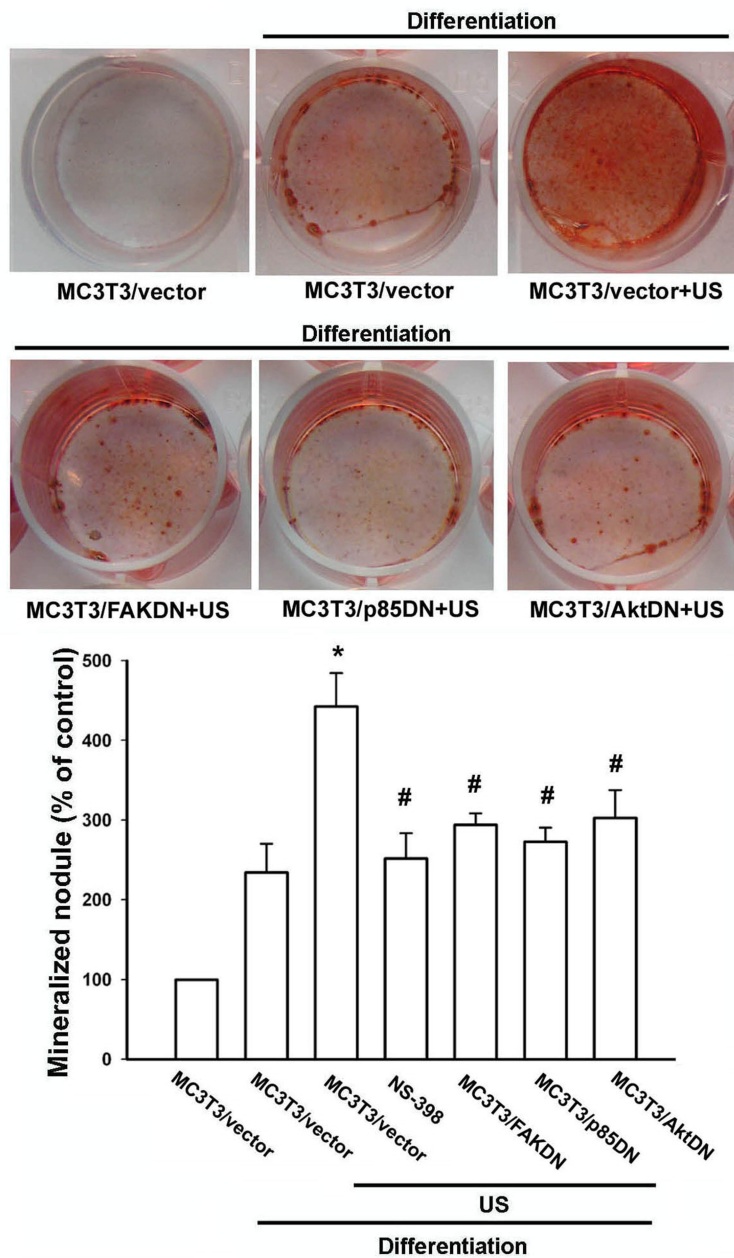 Differentiation
MC3T3/vector
MC3T3/vector
MC3T3/vector+US
Differentiation
MC3T3/FAKDN+US
MC3T3/p85DN+US
MC3T3/AktDN+US
Mineralized nodule (% of control)
500
400
300
200
100
0
*
#
#
#
#
MC3T3/vector
MC3T3/vector
MC3T3/vector
NS-398
MC3T3/FAKDN
MC3T3/p85DN
MC3T3/AktDN
US
Differentiation